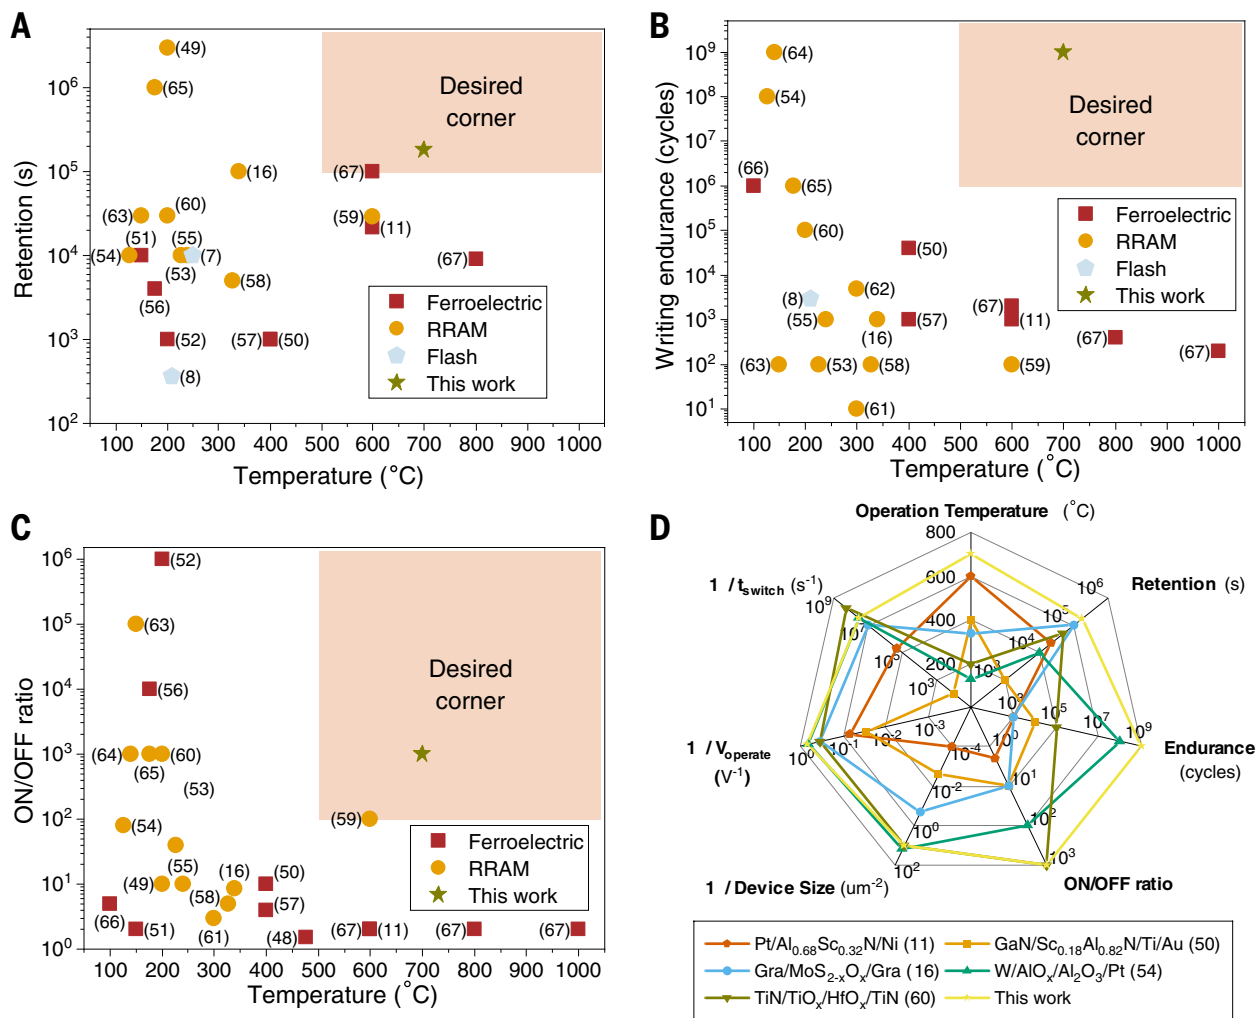 A
Retention (s)
10^6
10^5
10^4
10^3
10^2
(49)
(65)
Desired
corner
(16)
(67)
(63)
(60)
(59)
(11)
(51)
(55)
(54)
(7)
(53)
(67)
(58)
(56)
(52)
(57)
(50)
(8)
Ferroelectric
RRAM
Flash
This work
100 200 300 400 500 600 700 800 900 1000
Temperature (°C)
B
Writing endurance (cycles)
10^9
10^8
10^7
10^6
10^5
10^4
10^3
10^2
10^1
(64)
(54)
Desired
corner
(66)
(65)
(60)
(50)
(62)
(8)
(67)
(55)
(16)
(57)
(11)
(67)
(67)
(63)
(53)
(58)
(59)
(61)
Ferroelectric
RRAM
Flash
This work
100 200 300 400 500 600 700 800 900 1000
Temperature (°C)
C
ON/OFF ratio
10^6
10^5
10^4
10^3
10^2
10^1
10^0
(52)
(63)
(56)
Desired
corner
(64)
(60)
(65)
(53)
(59)
(54)
(55)
(16)
(50)
(49)
(58)
(57)
(66)
(51)
(61)
(48)
(67)
(11)
(67)
(67)
Ferroelectric
RRAM
This work
100 200 300 400 500 600 700 800 900 1000
Temperature (°C)
D
Operation Temperature (°C)
800
600
400
200
Retention (s)
10^6
10^5
10^4
10^3
Endurance
(cycles)
10^9
10^7
10^5
10^3
ON/OFF ratio
10^3
10^2
10^1
10^0
1 / Device Size (um^-2)
10^2
10^0
10^-2
10^-4
1 / V_operate
(V^-1)
10^0
10^-1
10^-2
10^-3
1 / t_switch (s^-1)
10^9
10^7
10^5
10^3
Pt/Al_0.68Sc_0.32N/Ni (11)
GaN/Sc_0.18Al_0.82N/Ti/Au (50)
Gra/MoS_2-xO_x/Gra (16)
W/AlO_x/Al_2O_3/Pt (54)
TiN/TiO_x/HfO_x/TiN (60)
This work